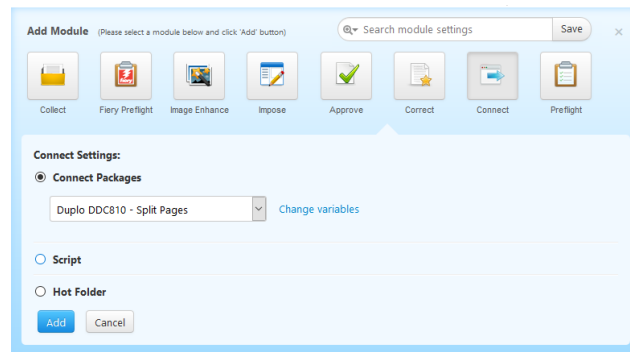 Add Module (Please select a module below and click 'Add' button) Search module settings Save
Collect Fiery Preflight Image Enhance Impose Approve Correct Connect Preflight
Connect Settings:
Connect Packages
Duplo DDC810 - Split Pages Change variables
Script
Hot Folder
Add Cancel